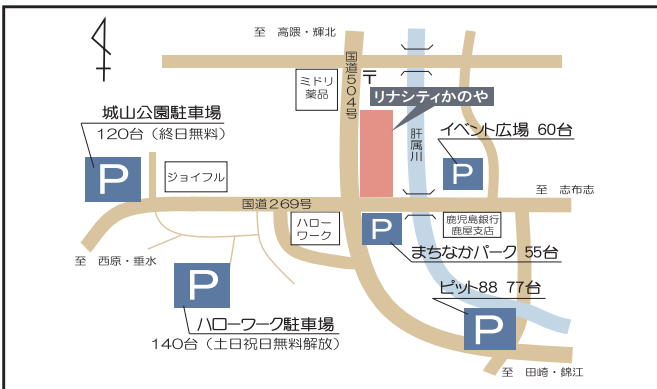 至 高隈・輝北
国道504号
〒
ミドリ
薬品
リナシティかのや
城山公園駐車場
120台（終日無料）
P
イベント広場 60台
P
肝属川
ジョイフル
至 志布志
国道269号
ハロー
ワーク
P
鹿児島銀行
鹿屋支店
まちなかパーク 55台
至 西原・垂水
P
ピット88 77台
P
ハローワーク駐車場
140台（土日祝日無料解放）
至 田崎・錦江